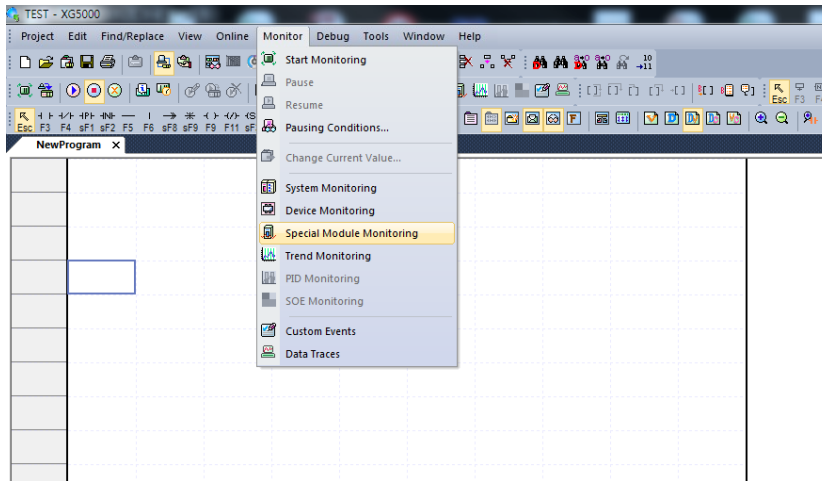 TEST - XG5000
Project Edit Find/Replace View Online Monitor Debug Tools Window Help
Esc F3
Esc F3 F4 sF1 sF2 F5 F6 sF8 sF9 F9 F11 sF
NewProgram X
Start Monitoring
Pause
Resume
Pausing Conditions...
Change Current Value...
System Monitoring
Device Monitoring
Special Module Monitoring
Trend Monitoring
PID Monitoring
SOE Monitoring
Custom Events
Data Traces